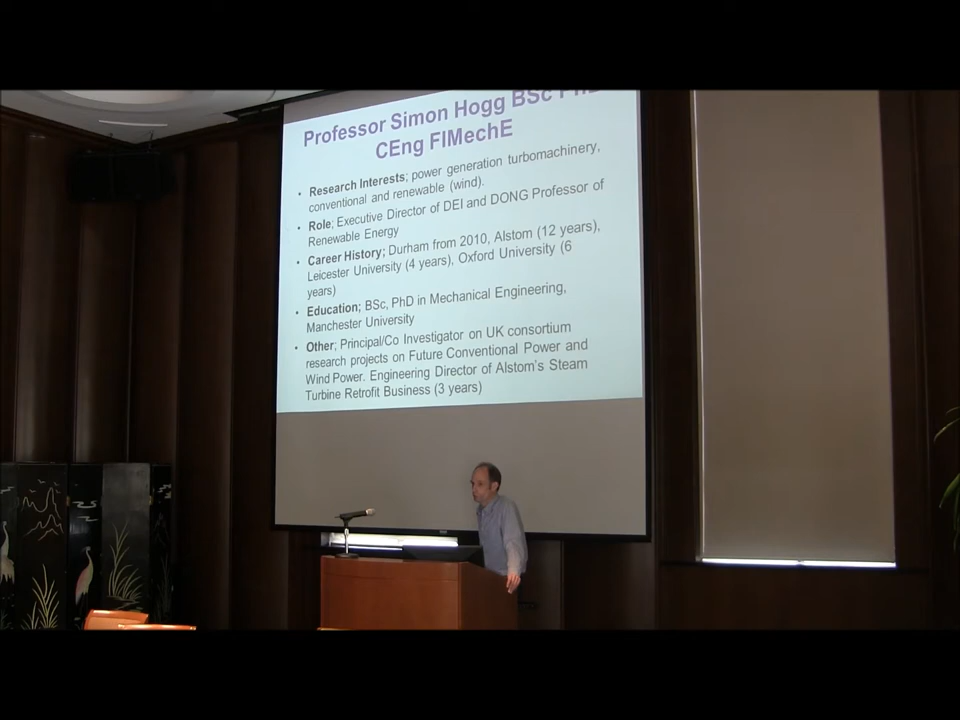 Professor Simon Hogg BSc PhD
CEng FIMechE
• Research Interests; power generation turbomachinery,
conventional and renewable (wind).
• Role; Executive Director of DEI and DONG Professor of
Renewable Energy
• Career History; Durham from 2010, Alstom (12 years),
Leicester University (4 years), Oxford University (6
years)
• Education; BSc, PhD in Mechanical Engineering,
Manchester University
• Other; Principal/Co Investigator on UK consortium
research projects on Future Conventional Power and
Wind Power. Engineering Director of Alstom's Steam
Turbine Retrofit Business (3 years)